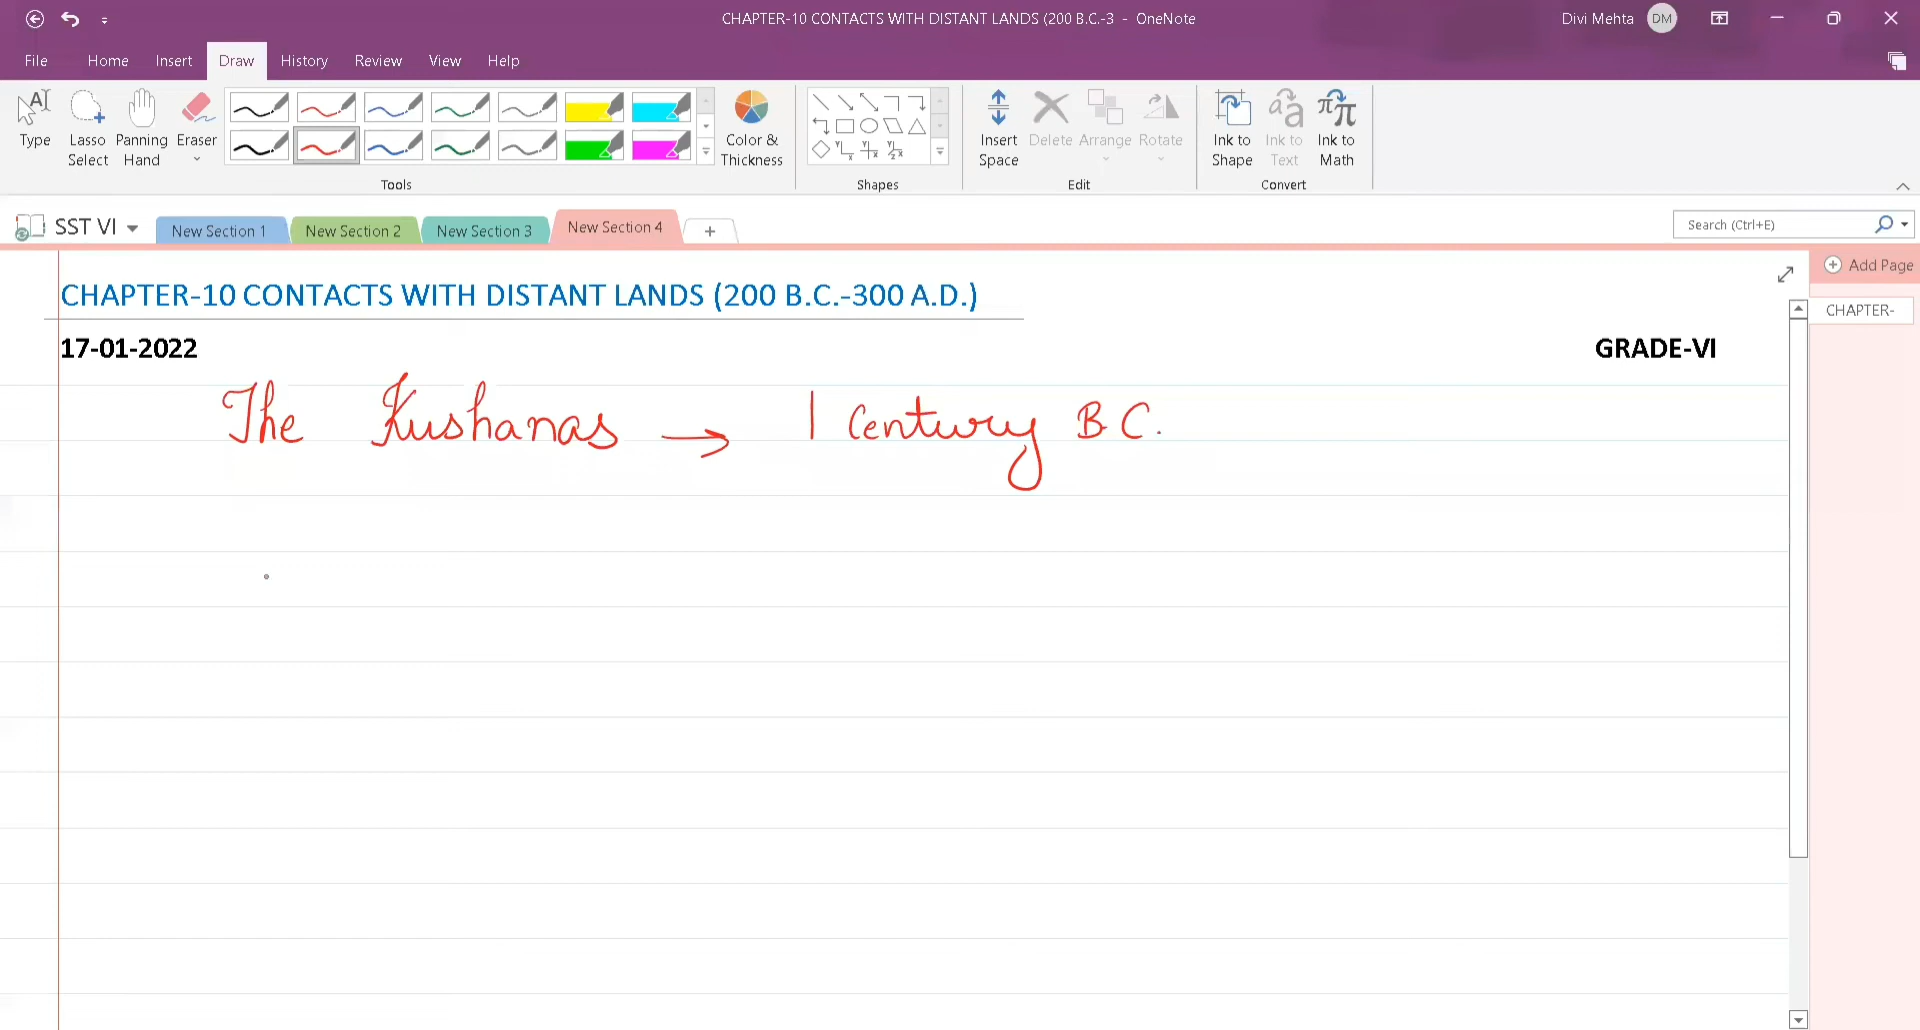 CHAPTER-10 CONTACTS WITH DISTANT LANDS (200 B.C.-3 - OneNote
Divi Mehta DM
File Home Insert Draw History Review View Help
Type
Lasso Select
Panning Hand
Eraser
Color & Thickness
Insert Space
Delete
Arrange
Rotate
Ink to Shape
Ink to Text
Ink to Math
Tools Shapes Edit Convert
SST VI New Section 1 New Section 2 New Section 3 New Section 4 + Search (Ctrl+E)
Add Page
CHAPTER-10 CONTACTS WITH DISTANT LANDS (200 B.C.-300 A.D.)
CHAPTER-
17-01-2022 GRADE-VI
The Kushanas → 1 Century B C.